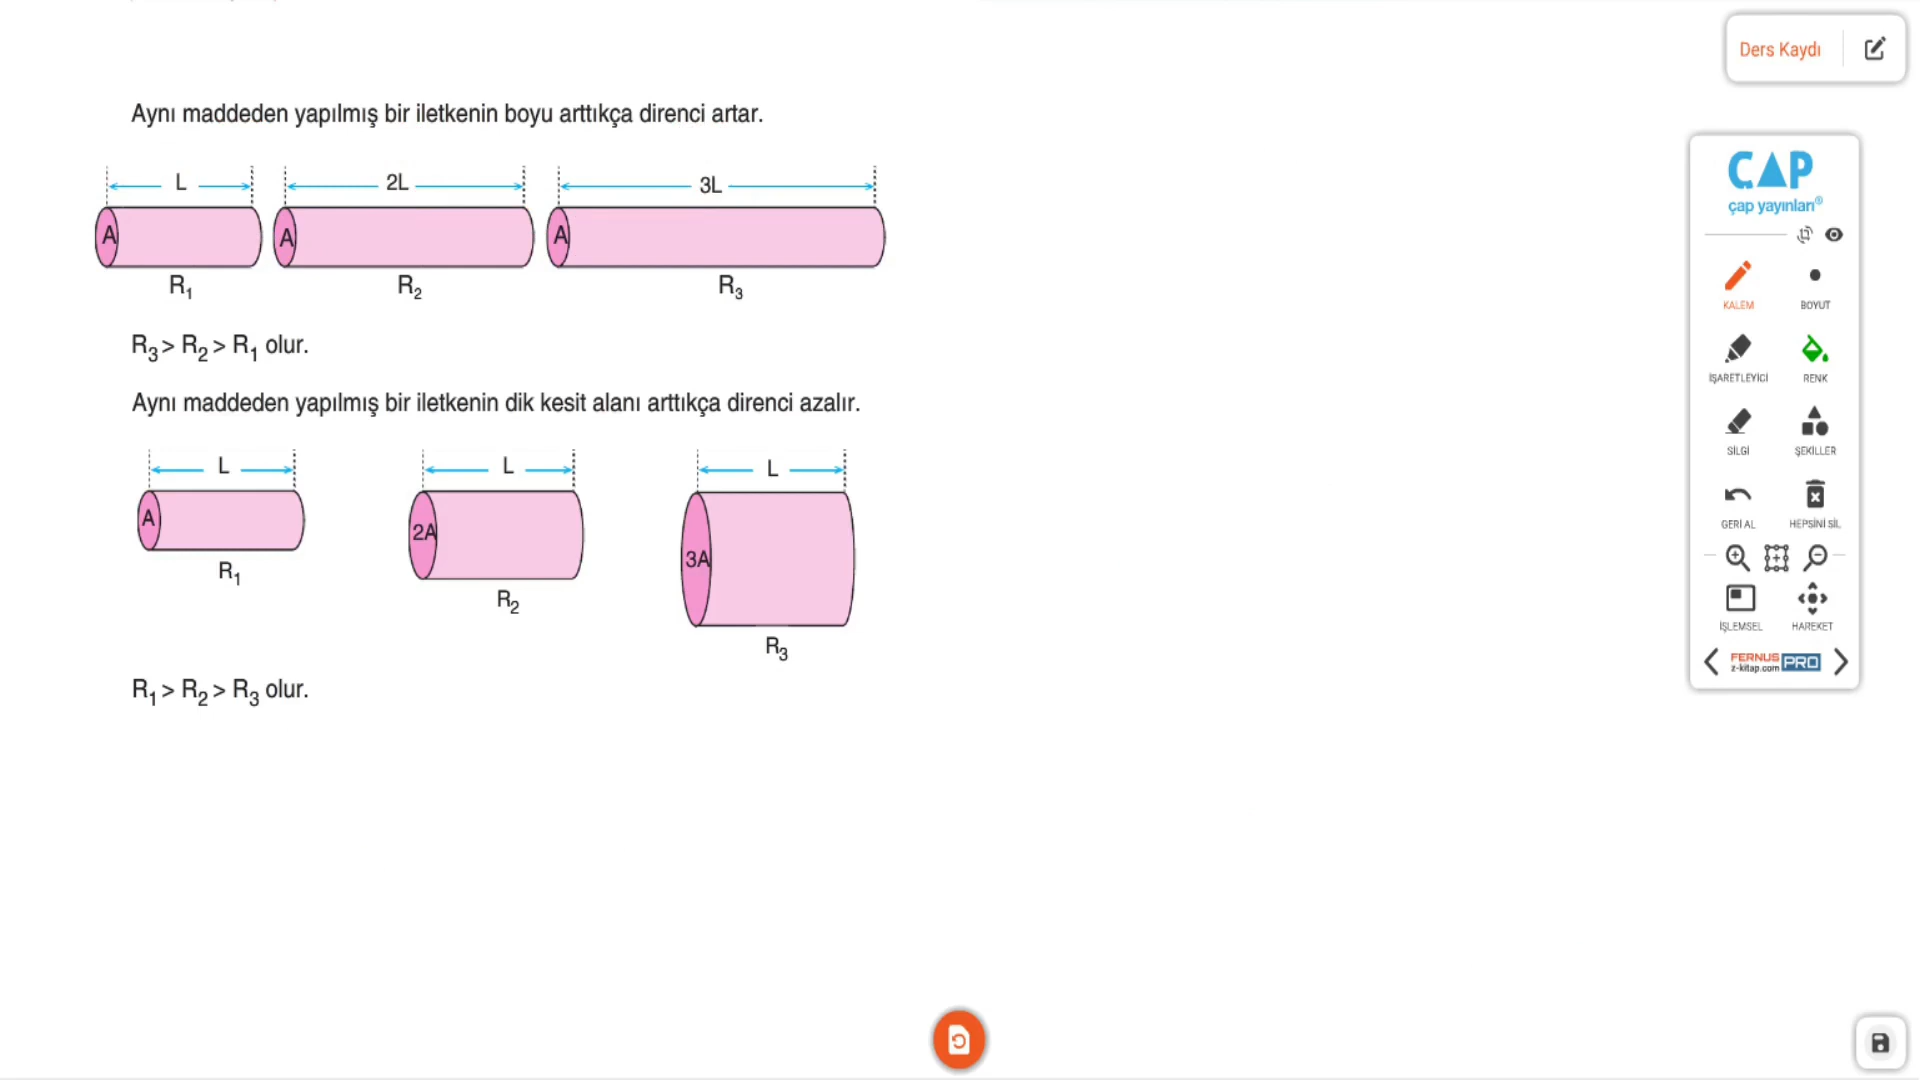 Ders Kaydı
Aynı maddeden yapılmış bir iletkenin boyu arttıkça direnci artar.
L 2L 3L
A A A
R₁ R₂ R₃
R₃ > R₂ > R₁ olur.
Aynı maddeden yapılmış bir iletkenin dik kesit alanı arttıkça direnci azalır.
L L L
A 2A 3A
R₁ R₂ R₃
R₁ > R₂ > R₃ olur.
ÇAP
çap yayınları®
KALEM BOYUT
İŞARETLEYİCİ RENK
SİLGİ ŞEKİLLER
GERİ AL HEPSİNİ SİL
İŞLEMSEL HAREKET
FERNUS PRO
z-kitap.com